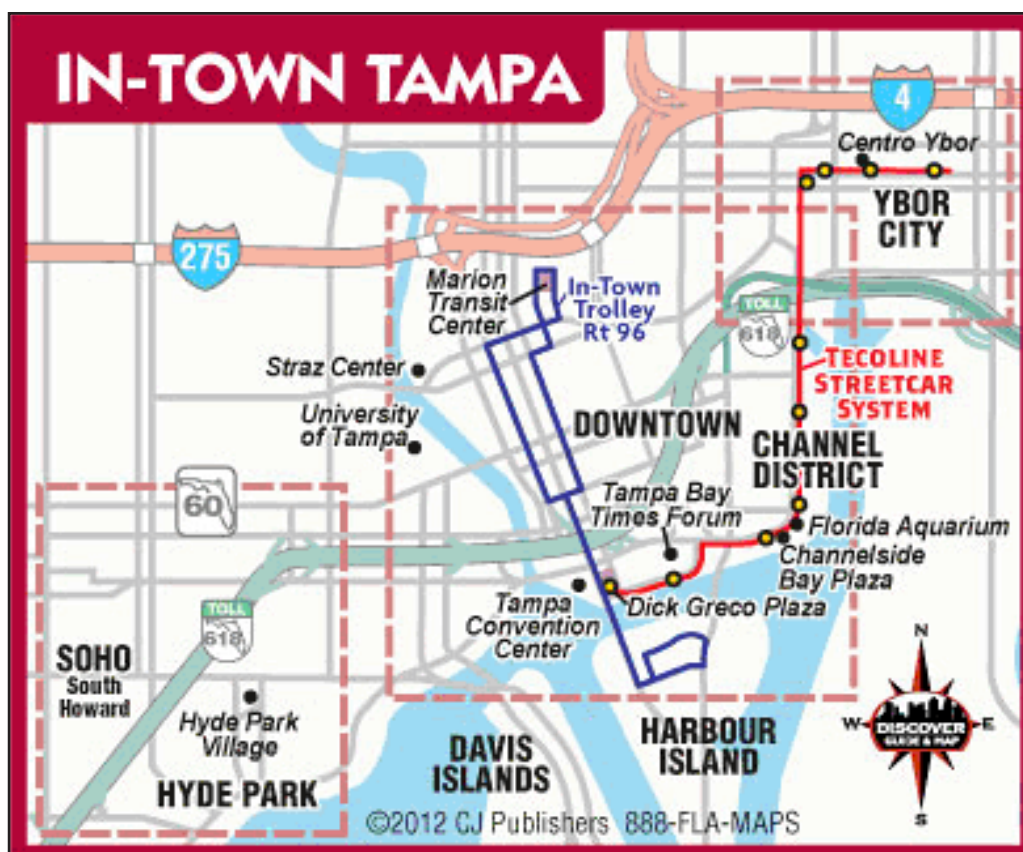 IN-TOWN TAMPA
4
Centro Ybor
YBOR
CITY
275
Marion
Transit
Center
In-Town
Trolley
Rt 96
TOLL
618
Straz Center
TECOLINE
STREETCAR
SYSTEM
University
of Tampa
DOWNTOWN
CHANNEL
DISTRICT
60
Tampa Bay
Times Forum
Florida Aquarium
Channelside
Bay Plaza
Dick Greco Plaza
Tampa
Convention
Center
TOLL
618
SOHO
South
Howard
Hyde Park
Village
HYDE PARK
DAVIS
ISLANDS
HARBOUR
ISLAND
N
W
E
S
DISCOVER
GUIDE & MAP
©2012 CJ Publishers 888-FLA-MAPS